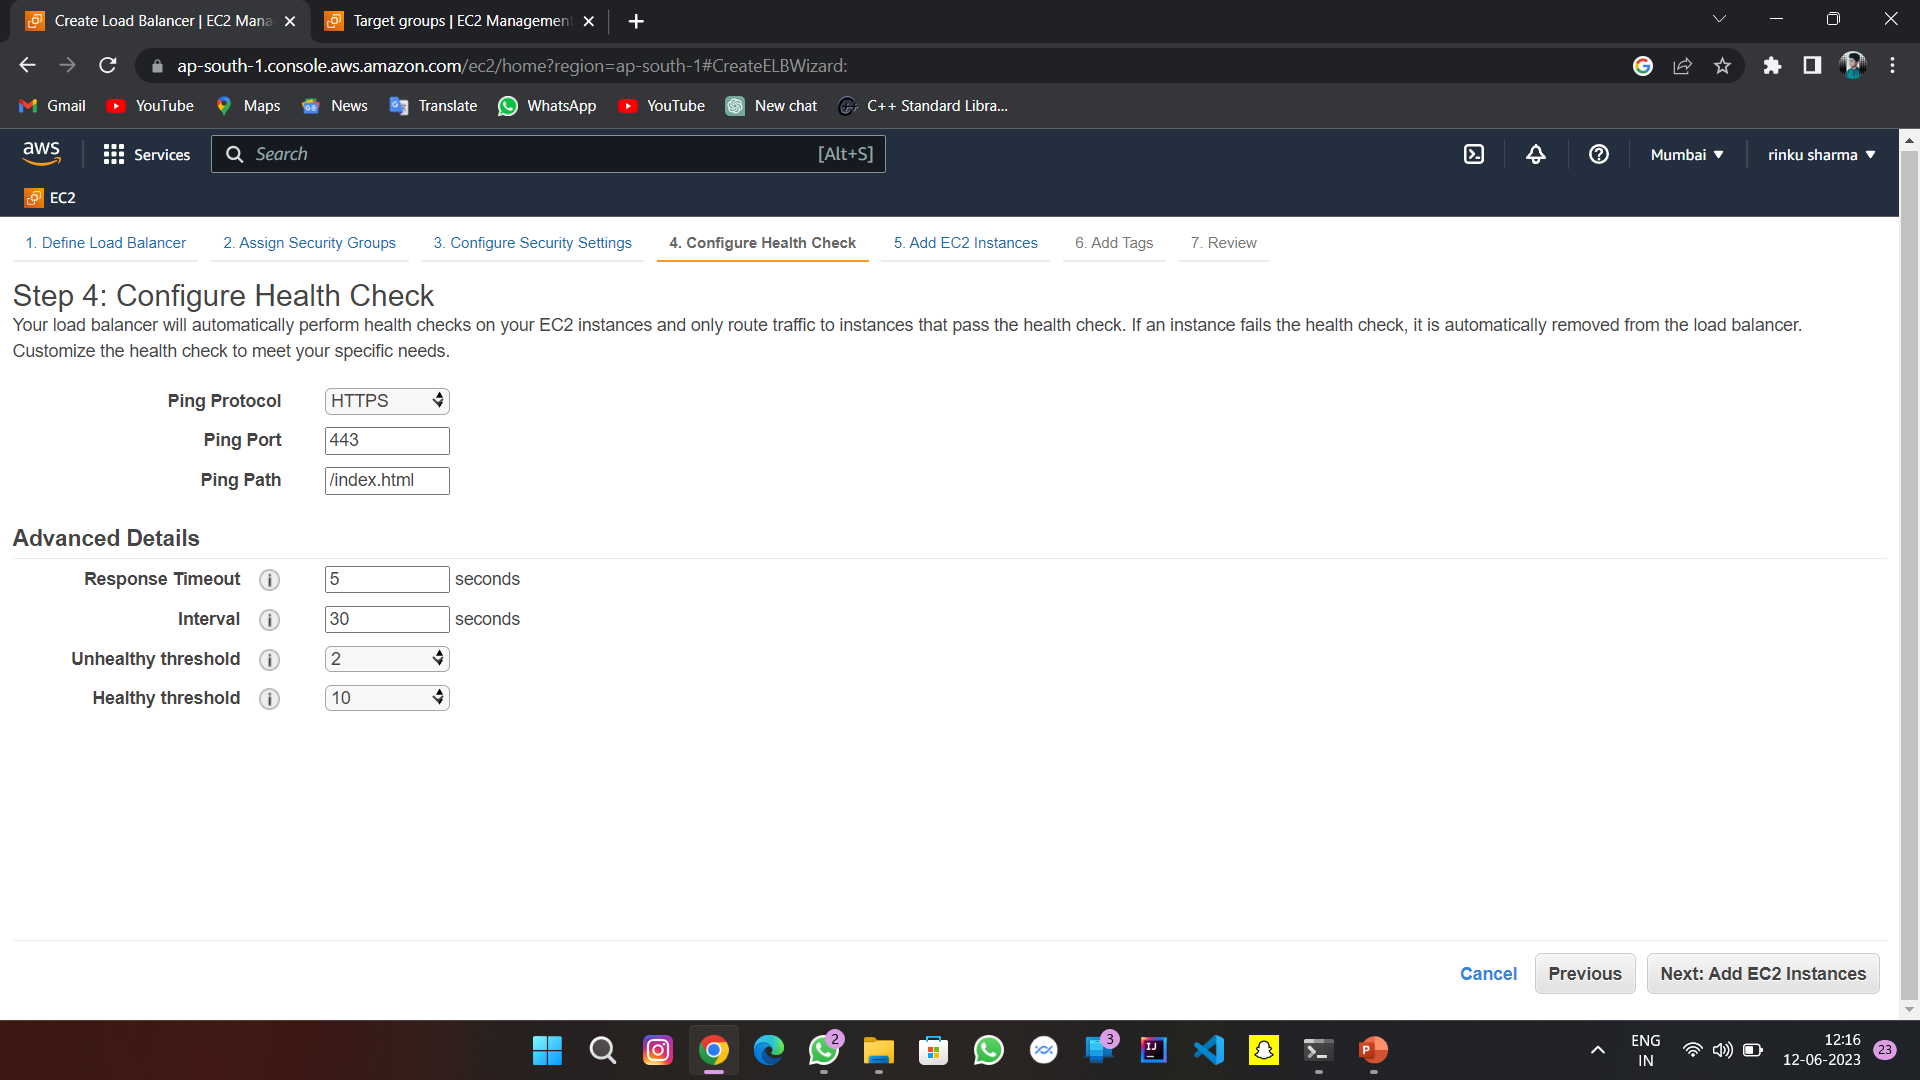 Create Load Balancer | EC2 Mana
Target groups | EC2 Management
ap-south-1.console.aws.amazon.com/ec2/home?region=ap-south-1#CreateELBWizard:
Gmail YouTube Maps News Translate WhatsApp YouTube New chat C++ Standard Libra...
aws Services Search [Alt+S] Mumbai rinku sharma
EC2
1. Define Load Balancer 2. Assign Security Groups 3. Configure Security Settings 4. Configure Health Check 5. Add EC2 Instances 6. Add Tags 7. Review
Step 4: Configure Health Check
Your load balancer will automatically perform health checks on your EC2 instances and only route traffic to instances that pass the health check. If an instance fails the health check, it is automatically removed from the load balancer.
Customize the health check to meet your specific needs.
Ping Protocol HTTPS
Ping Port 443
Ping Path /index.html
Advanced Details
Response Timeout i 5 seconds
Interval i 30 seconds
Unhealthy threshold i 2
Healthy threshold i 10
Cancel Previous Next: Add EC2 Instances
2
3
IJ
P
ENG
IN
12:16
12-06-2023
23